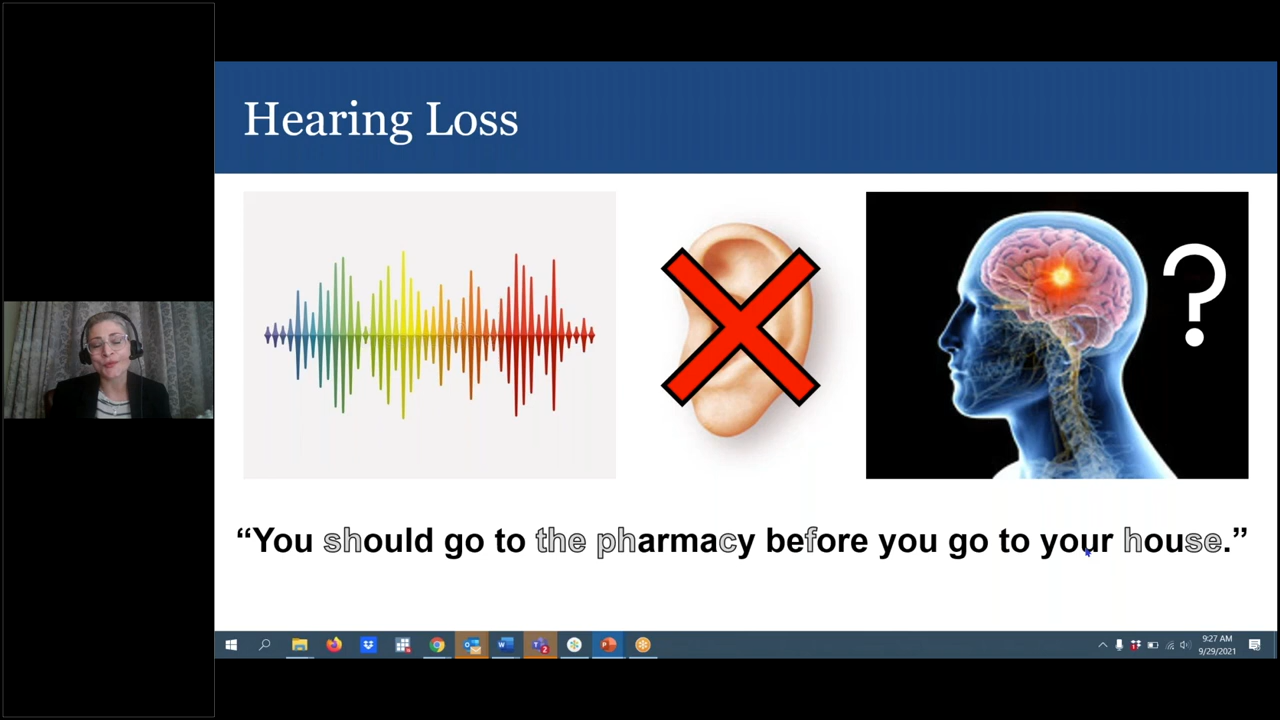 Hearing Loss
?
“You should go to the pharmacy before you go to your house.”
9:27 AM
9/29/2021